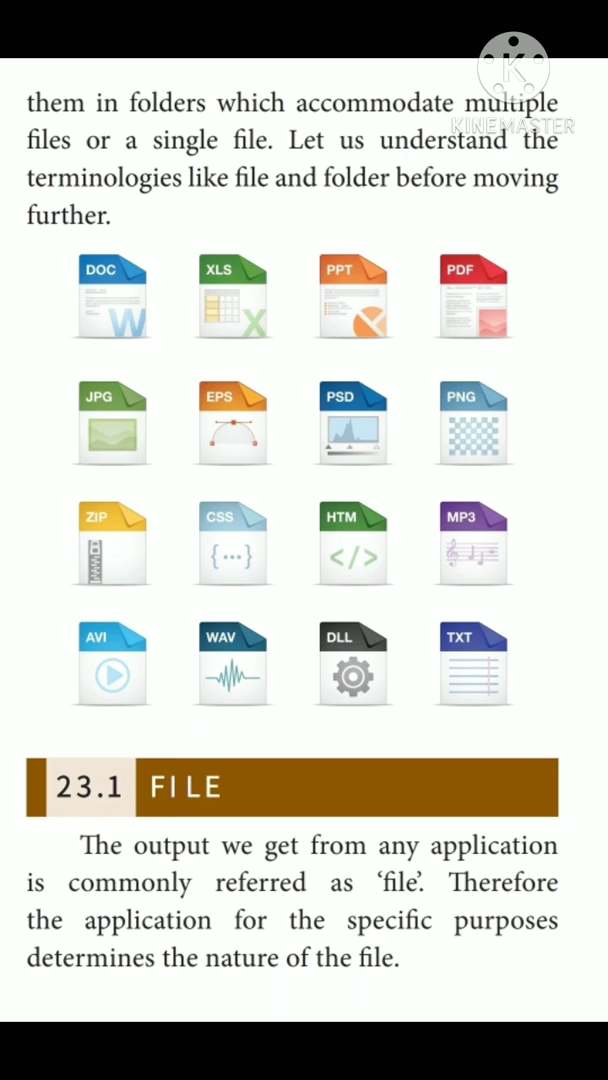 K
KINEMASTER
them in folders which accommodate multiple
files or a single file. Let us understand the
terminologies like file and folder before moving
further.
DOC XLS PPT PDF
W X
JPG EPS PSD PNG
ZIP CSS HTM MP3
{...} </>
AVI WAV DLL TXT
23.1 FILE
The output we get from any application
is commonly referred as ‘file’. Therefore
the application for the specific purposes
determines the nature of the file.